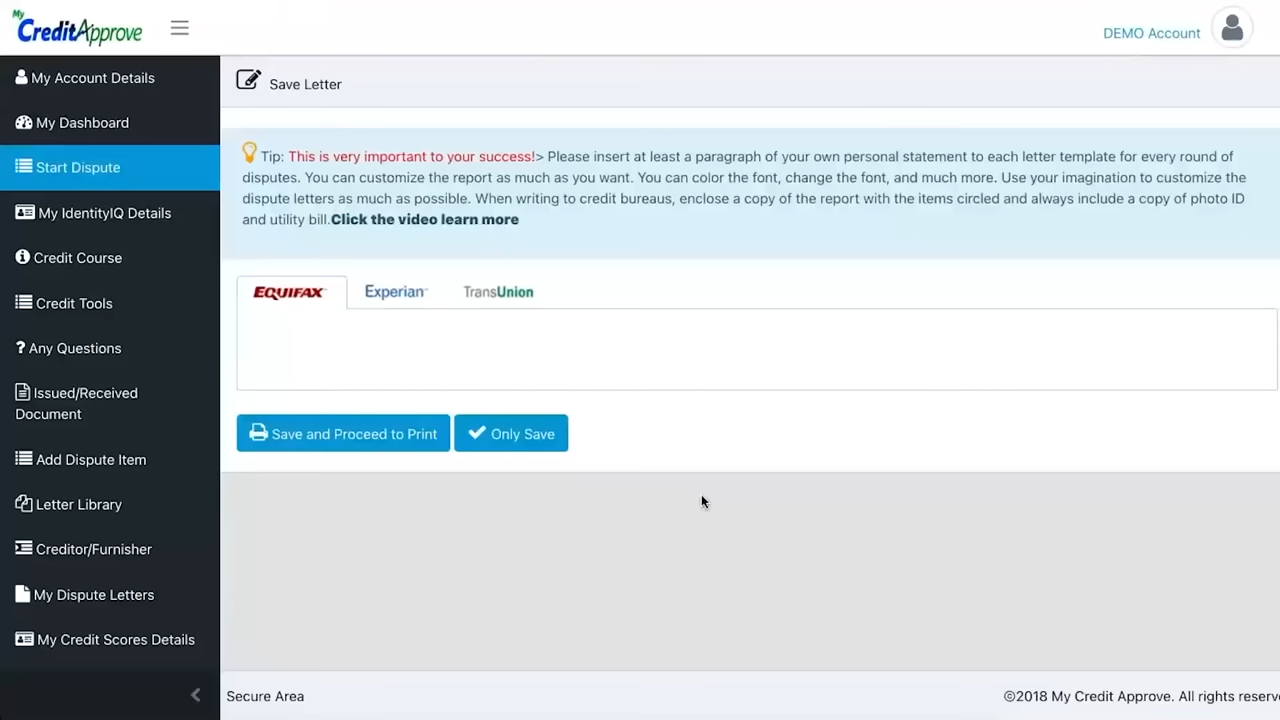 My
CreditApprove
DEMO Account
My Account Details
My Dashboard
Start Dispute
My IdentityIQ Details
Credit Course
Credit Tools
? Any Questions
Issued/Received
Document
Add Dispute Item
Letter Library
Creditor/Furnisher
My Dispute Letters
My Credit Scores Details
Save Letter
Tip: This is very important to your success!> Please insert at least a paragraph of your own personal statement to each letter template for every round of
disputes. You can customize the report as much as you want. You can color the font, change the font, and much more. Use your imagination to customize the
dispute letters as much as possible. When writing to credit bureaus, enclose a copy of the report with the items circled and always include a copy of photo ID
and utility bill.Click the video learn more
EQUIFAX Experian TransUnion
Save and Proceed to Print Only Save
Secure Area
©2018 My Credit Approve. All rights reserv